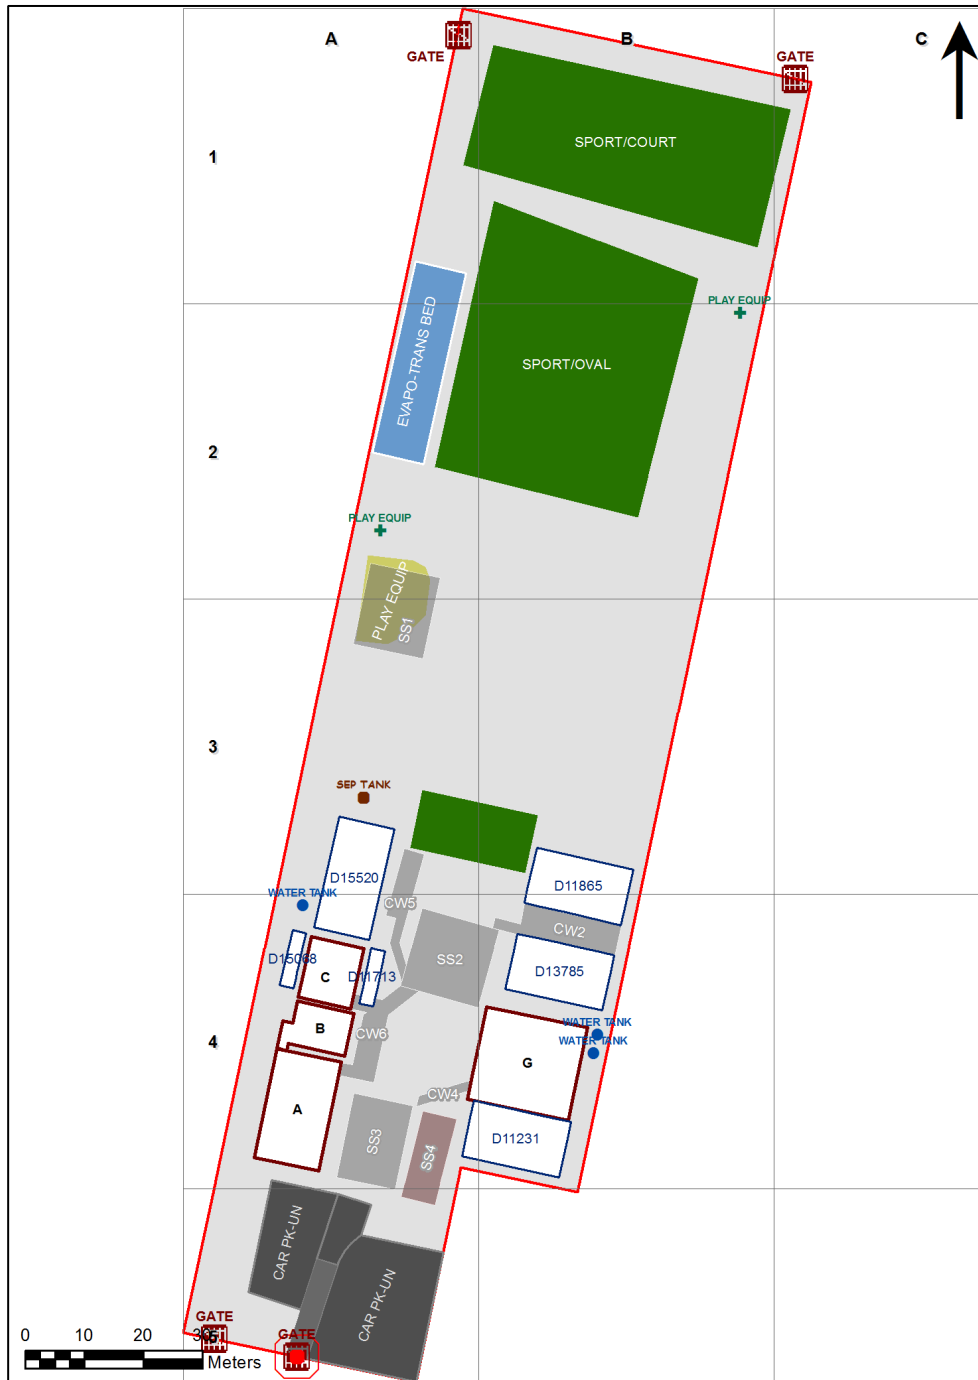 A B C
GATE
GATE
SPORT/COURT
1
PLAY EQUIP
EVAPO-TRANS BED
SPORT/OVAL
2
PLAY EQUIP
PLAY EQUIP
SS1
3
SEP TANK
D15520
D11865
WATER TANK
CW5
CW2
D15068
C
D11713
SS2
D13785
WATER TANK
WATER TANK
B
CW6
4
G
CW4
A
SS3
SS4
D11231
CAR PK-UN
CAR PK-UN
GATE
GATE
5
0 10 20 30
Meters